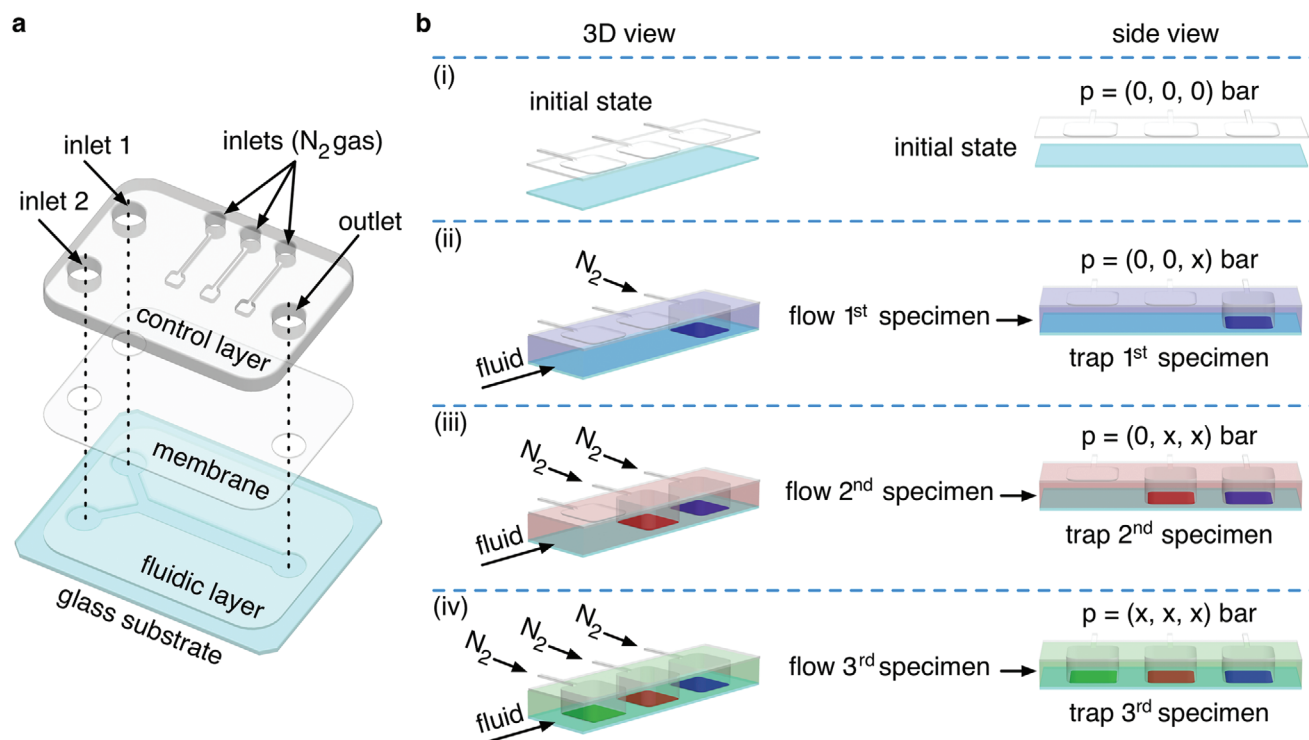 a
inlet 1
inlet 2
inlets (N₂ gas)
outlet
control layer
membrane
fluidic layer
glass substrate
b
3D view
side view
(i)
initial state
initial state
p = (0, 0, 0) bar
(ii)
N₂
fluid
flow 1st specimen
p = (0, 0, x) bar
trap 1st specimen
(iii)
N₂
N₂
fluid
flow 2nd specimen
p = (0, x, x) bar
trap 2nd specimen
(iv)
N₂
N₂
N₂
fluid
flow 3rd specimen
p = (x, x, x) bar
trap 3rd specimen